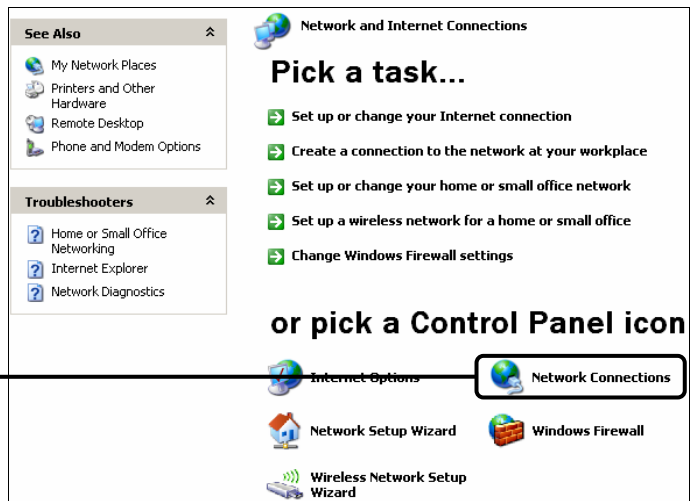 See Also
My Network Places
Printers and Other
Hardware
Remote Desktop
Phone and Modem Options
Troubleshooters
Home or Small Office
Networking
Internet Explorer
Network Diagnostics
Network and Internet Connections
Pick a task...
Set up or change your Internet connection
Create a connection to the network at your workplace
Set up or change your home or small office network
Set up a wireless network for a home or small office
Change Windows Firewall settings
or pick a Control Panel icon
Internet Options
Network Connections
Network Setup Wizard
Windows Firewall
Wireless Network Setup
Wizard